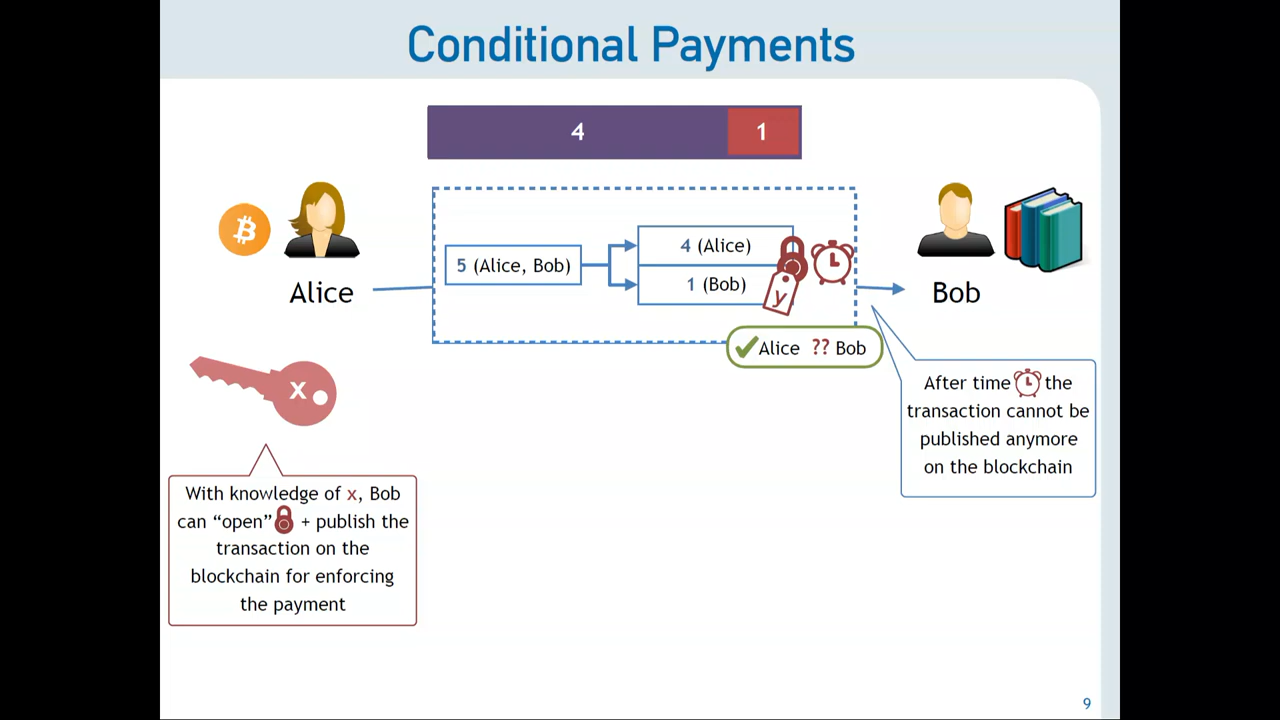 Conditional Payments
4 1
4 (Alice)
5 (Alice, Bob)
1 (Bob)
y
Alice
Bob
Alice ?? Bob
x
After time the
transaction cannot be
published anymore
on the blockchain
With knowledge of x, Bob
can “open” + publish the
transaction on the
blockchain for enforcing
the payment
9